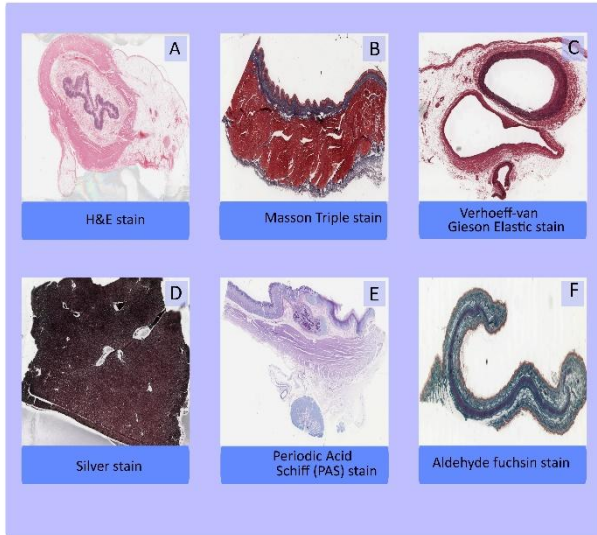 A
B
C
H&E stain
Masson Triple stain
Verhoeff-van
Gieson Elastic stain
D
E
F
Silver stain
Periodic Acid
Schiff (PAS) stain
Aldehyde fuchsin stain